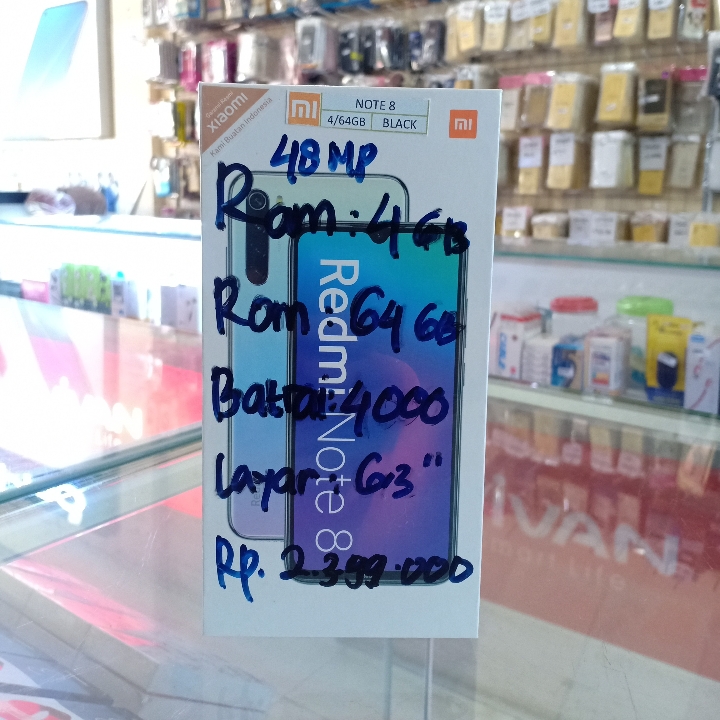 xiaomi
Kami Buatan Indonesia
mi
NOTE 8
4/64GB BLACK
mi
48 MP
Ram : 4 GB
Rom : 64 GB
Batrai : 4000
Layar : 6,3"
Rp. 2.399.000
Redmi Note 8